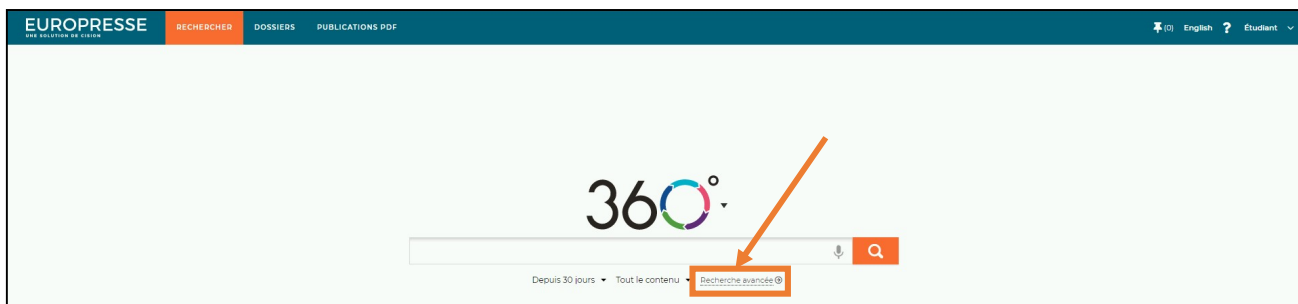 EUROPRESSE RECHERCHER DOSSIERS PUBLICATIONS PDF (0) English ? Étudiant
UNE SOLUTION DE CISION
360°
Depuis 30 jours Tout le contenu Recherche avancée